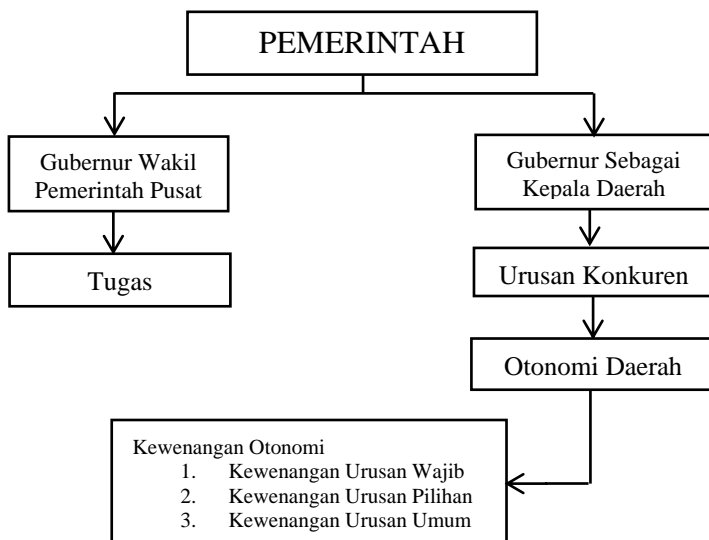 PEMERINTAH
Gubernur Wakil
Pemerintah Pusat
Gubernur Sebagai
Kepala Daerah
Tugas
Urusan Konkuren
Otonomi Daerah
Kewenangan Otonomi
1. Kewenangan Urusan Wajib
2. Kewenangan Urusan Pilihan
3. Kewenangan Urusan Umum